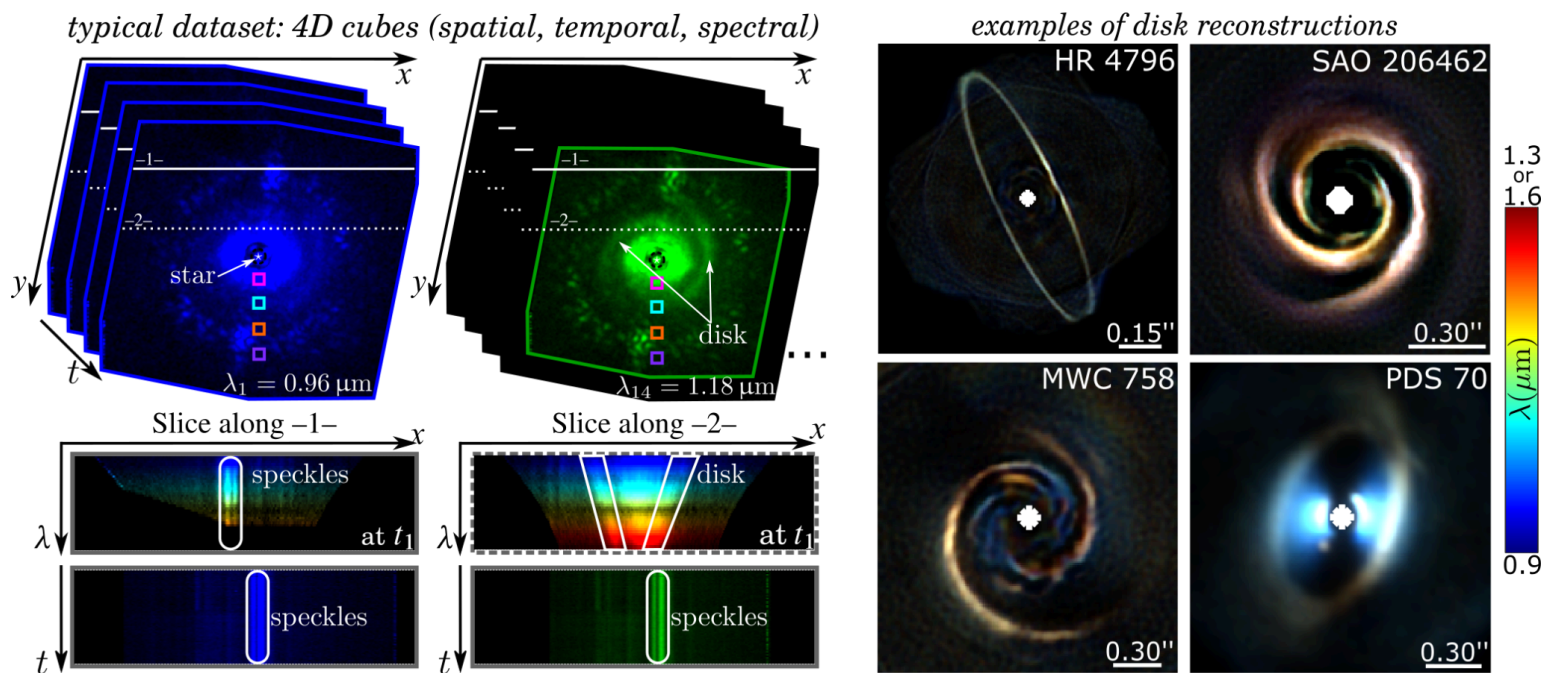 typical dataset: 4D cubes (spatial, temporal, spectral)
x
–1–
–2–
star
y
t
λ₁ = 0.96 µm
x
–1–
–2–
disk
y
λ₁₄ = 1.18 µm
....
Slice along –1–
x
speckles
at t₁
λ
speckles
t
Slice along –2–
x
disk
at t₁
λ
speckles
t
examples of disk reconstructions
HR 4796
0.15"
SAO 206462
0.30"
MWC 758
0.30"
PDS 70
0.30"
1.3
or
1.6
λ(µm)
0.9